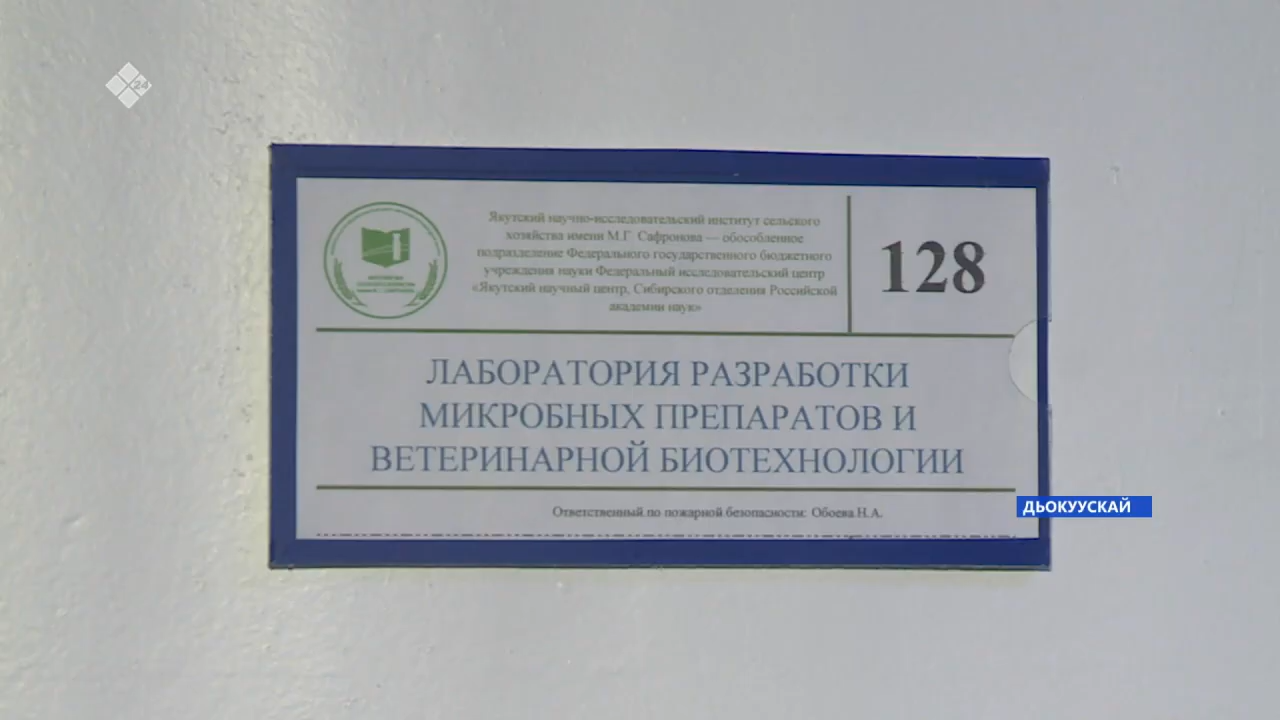 24
Якутский научно-исследовательский институт сельского
хозяйства имени М.Г. Сафронова — обособленное
подразделение Федерального государственного бюджетного
учреждения науки Федеральный исследовательский центр
«Якутский научный центр, Сибирского отделения Российской
академии наук»
128
ЛАБОРАТОРИЯ РАЗРАБОТКИ
МИКРОБНЫХ ПРЕПАРАТОВ И
ВЕТЕРИНАРНОЙ БИОТЕХНОЛОГИИ
ДЬОКУУСКАЙ
Ответственный по пожарной безопасности: Обоева Н.А.